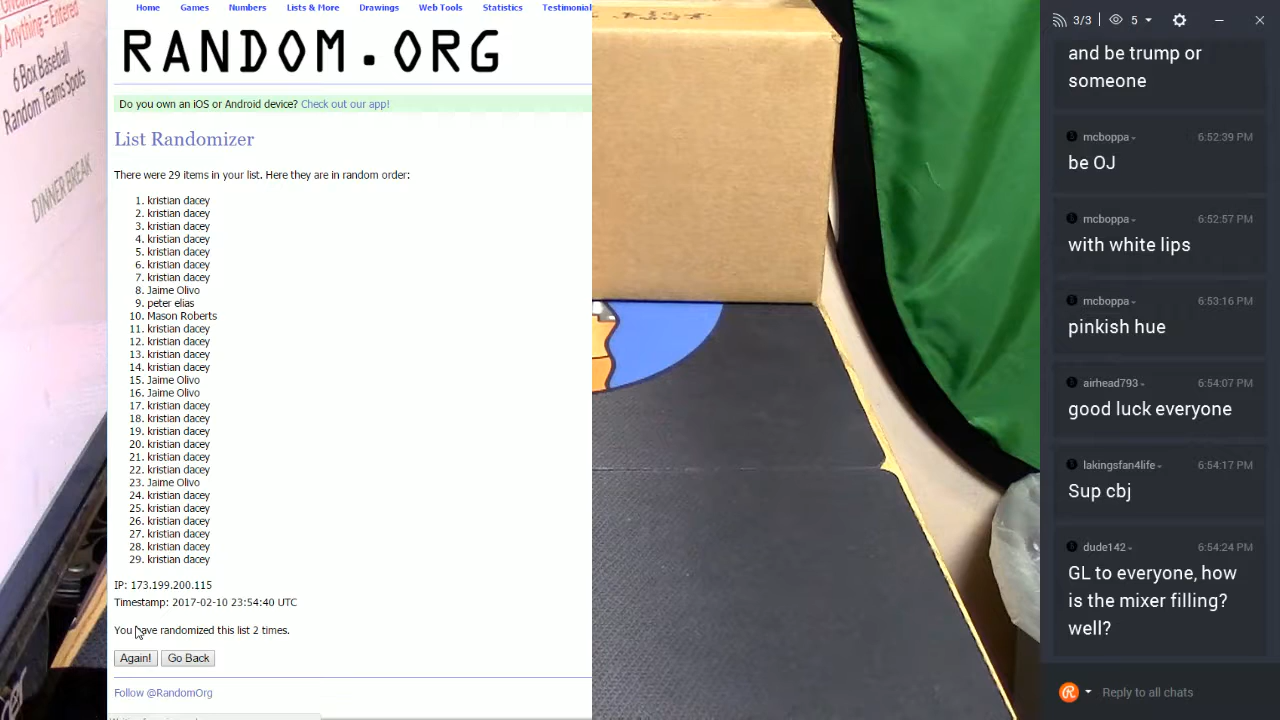 Anything = Entered
6 Box Baseball
Random Teams Spots
DINNER BREAK
Home Games Numbers Lists & More Drawings Web Tools Statistics Testimonial
RANDOM.ORG
Do you own an iOS or Android device? Check out our app!
List Randomizer
There were 29 items in your list. Here they are in random order:
1. kristian dacey
2. kristian dacey
3. kristian dacey
4. kristian dacey
5. kristian dacey
6. kristian dacey
7. kristian dacey
8. Jaime Olivo
9. peter elias
10. Mason Roberts
11. kristian dacey
12. kristian dacey
13. kristian dacey
14. kristian dacey
15. Jaime Olivo
16. Jaime Olivo
17. kristian dacey
18. kristian dacey
19. kristian dacey
20. kristian dacey
21. kristian dacey
22. kristian dacey
23. Jaime Olivo
24. kristian dacey
25. kristian dacey
26. kristian dacey
27. kristian dacey
28. kristian dacey
29. kristian dacey
IP: 173.199.200.115
Timestamp: 2017-02-10 23:54:40 UTC
You have randomized this list 2 times.
Again! Go Back
Follow @RandomOrg
3/3 5
and be trump or
someone
mcboppa 6:52:39 PM
be OJ
mcboppa 6:52:57 PM
with white lips
mcboppa 6:53:16 PM
pinkish hue
airhead793 6:54:07 PM
good luck everyone
lakingsfan4life 6:54:17 PM
Sup cbj
dude142 6:54:24 PM
GL to everyone, how
is the mixer filling?
well?
Reply to all chats